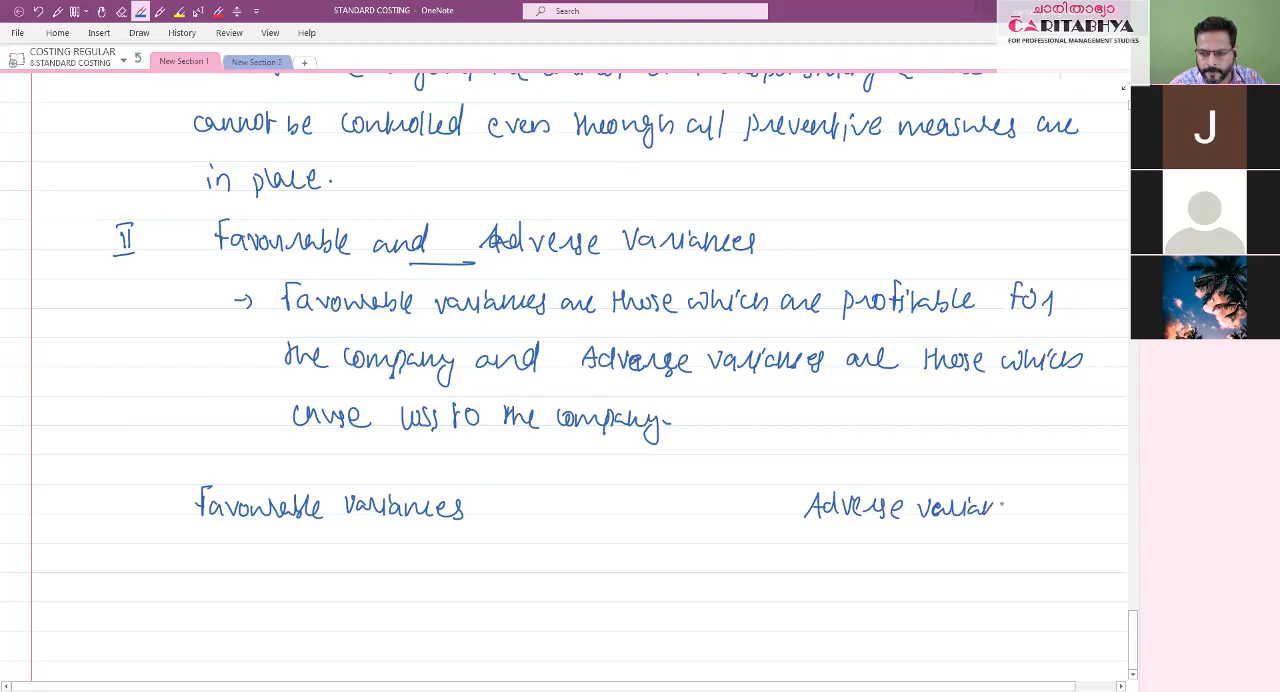 STANDARD COSTING - OneNote
Search
ചാരിതാഭ്യാ
CARITABHYA
FOR PROFESSIONAL MANAGEMENT STUDIES
File Home Insert Draw History Review View Help
COSTING REGULAR
8.STANDARD COSTING
New Section 1
New Section 2
cannot be controlled even though all preventive measures are
in place.
II Favourable and Adverse Variances
→ Favourable variances are those which are profitable for
the company and Adverse variances are those which
cause loss to the company.
Favourable variances Adverse varian
J